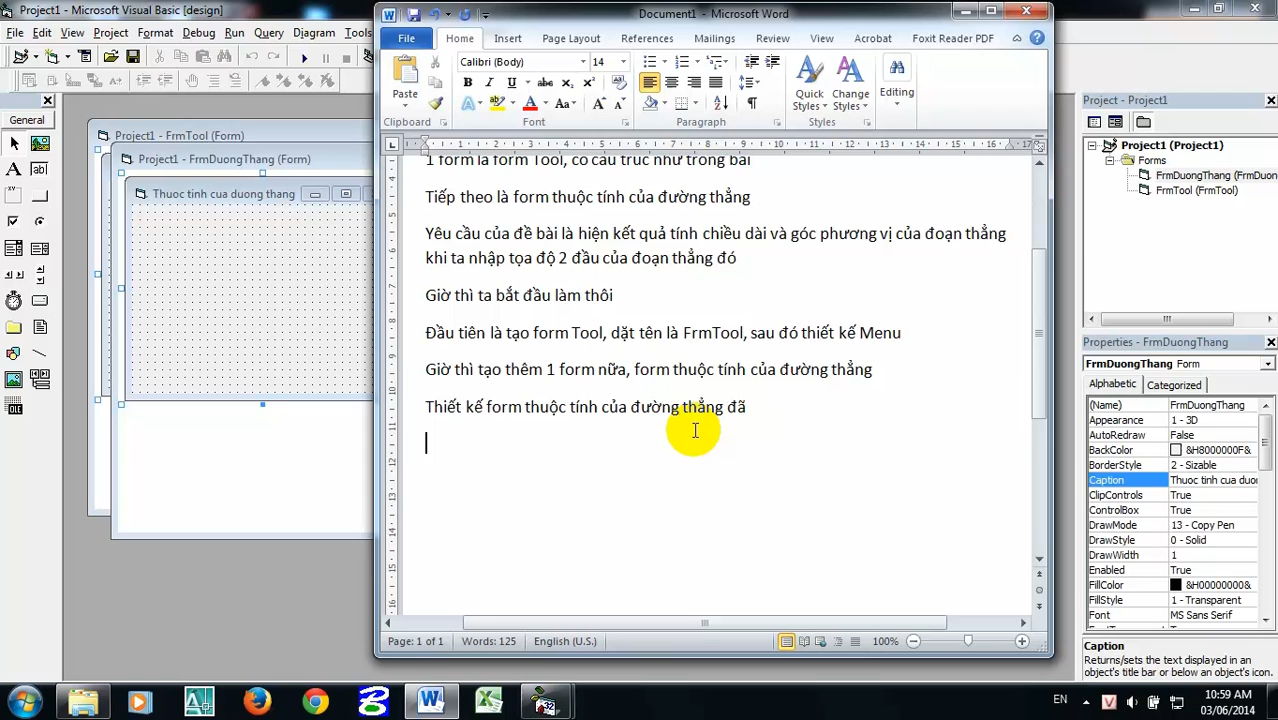 Project1 - Microsoft Visual Basic [design]
File Edit View Project Format Debug Run Query Diagram Tools
General
Project1 - FrmTool (Form)
Project1 - FrmDuongThang (Form)
Thuoc tinh cua duong thang
Document1 - Microsoft Word
File Home Insert Page Layout References Mailings Review View Acrobat Foxit Reader PDF
Paste
Calibri (Body) 14
Quick Styles
Change Styles
Editing
Clipboard Font Paragraph Styles
1 form là form Tool, có cấu trúc như trong bài
Tiếp theo là form thuộc tính của đường thẳng
Yêu cầu của đề bài là hiện kết quả tính chiều dài và góc phương vị của đoạn thẳng
khi ta nhập tọa độ 2 đầu của đoạn thẳng đó
Giờ thì ta bắt đầu làm thôi
Đầu tiên là tạo form Tool, dặt tên là FrmTool, sau đó thiết kế Menu
Giờ thì tạo thêm 1 form nữa, form thuộc tính của đường thẳng
Thiết kế form thuộc tính của đường thẳng đã
Page: 1 of 1 Words: 125 English (U.S.) 100%
Project - Project1
Project1 (Project1)
Forms
FrmDuongThang (FrmDuon
FrmTool (FrmTool)
Properties - FrmDuongThang
FrmDuongThang Form
Alphabetic Categorized
(Name) FrmDuongThang
Appearance 1 - 3D
AutoRedraw False
BackColor &H8000000F&
BorderStyle 2 - Sizable
Caption Thuoc tinh cua duo
ClipControls True
ControlBox True
DrawMode 13 - Copy Pen
DrawStyle 0 - Solid
DrawWidth 1
Enabled True
FillColor &H00000000&
FillStyle 1 - Transparent
Font MS Sans Serif
Caption
Returns/sets the text displayed in an
object's title bar or below an object's icon.
EN
10:59 AM
03/06/2014